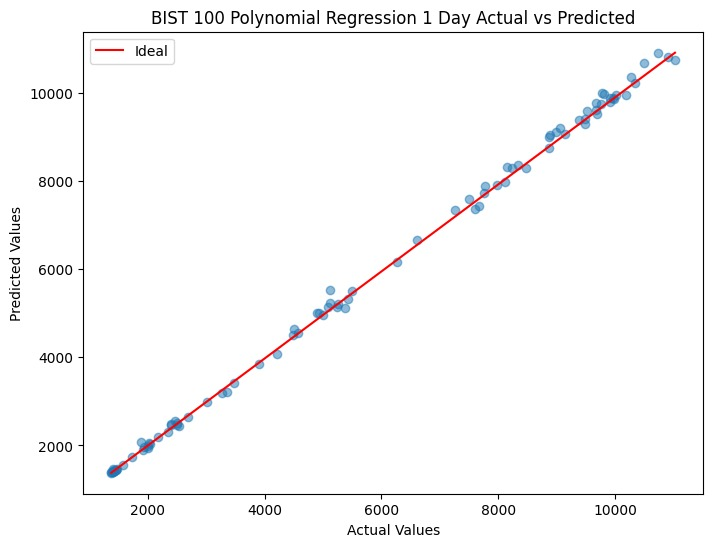 BIST 100 Polynomial Regression 1 Day Actual vs Predicted
Ideal
10000
8000
6000
4000
2000
Predicted Values
2000 4000 6000 8000 10000
Actual Values